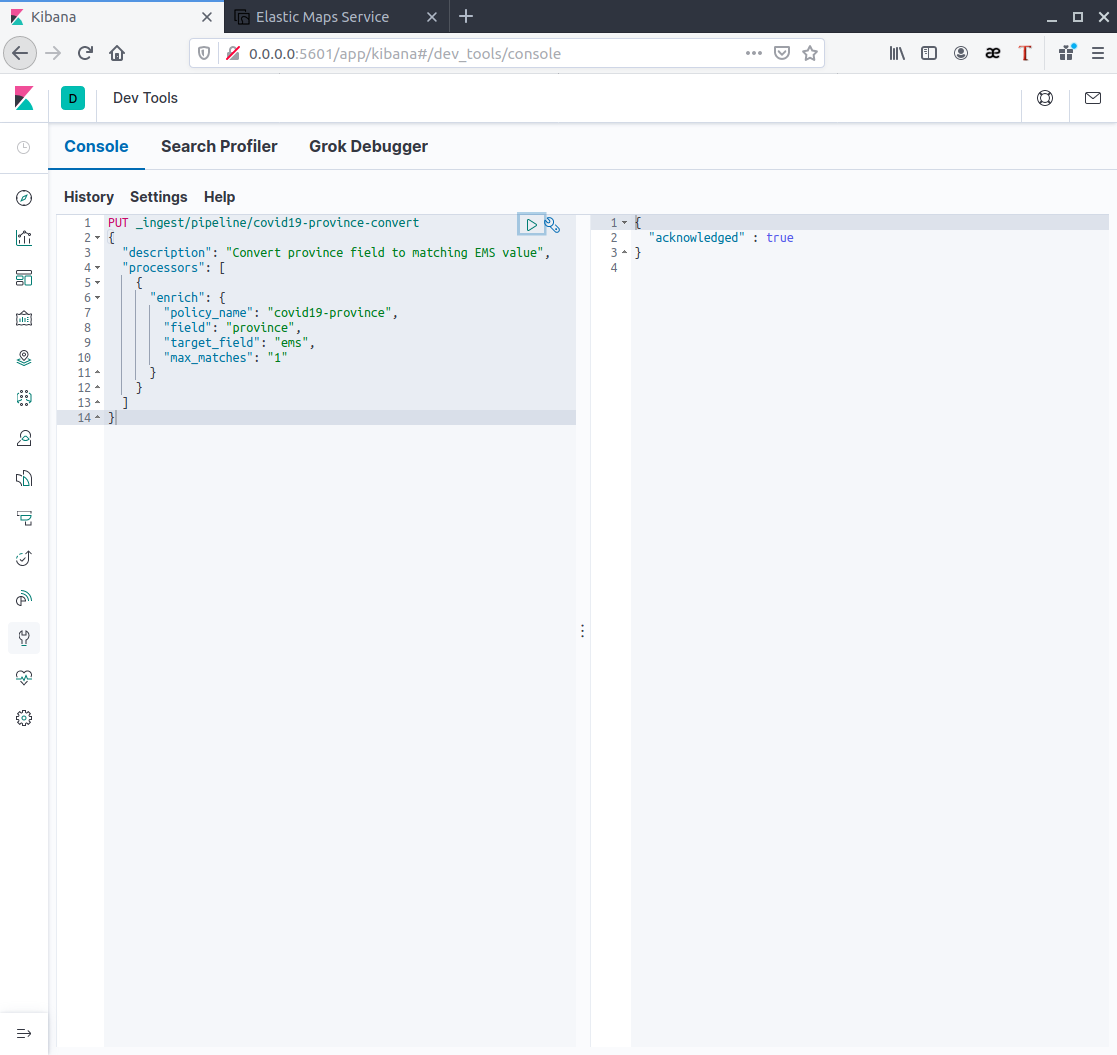 Kibana
Elastic Maps Service
0.0.0.0:5601/app/kibana#/dev_tools/console
æ
T
D
Dev Tools
Console Search Profiler Grok Debugger
History Settings Help
1 PUT _ingest/pipeline/covid19-province-convert
2 {
3 "description": "Convert province field to matching EMS value",
4 "processors": [
5 {
6 "enrich": {
7 "policy_name": "covid19-province",
8 "field": "province",
9 "target_field": "ems",
10 "max_matches": "1"
11 }
12 }
13 ]
14 }
1 {
2 "acknowledged" : true
3 }
4